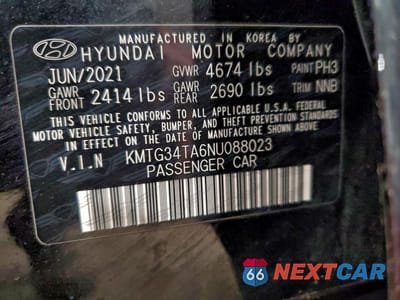 MANUFACTURED IN KOREA BY
HYUNDAI MOTOR COMPANY
JUN/2021 GVWR 4674 lbs PAINT PH3
GAWR FRONT 2414 lbs GAWR REAR 2690 lbs TRIM NNB
THIS VEHICLE CONFORMS TO ALL APPLICABLE U.S.A. FEDERAL
MOTOR VEHICLE SAFETY, BUMPER, AND THEFT PREVENTION STANDARDS
IN EFFECT ON THE DATE OF MANUFACTURE SHOWN ABOVE.
V.I.N KMTG34TA6NU088023
PASSENGER CAR
66 NEXTCAR